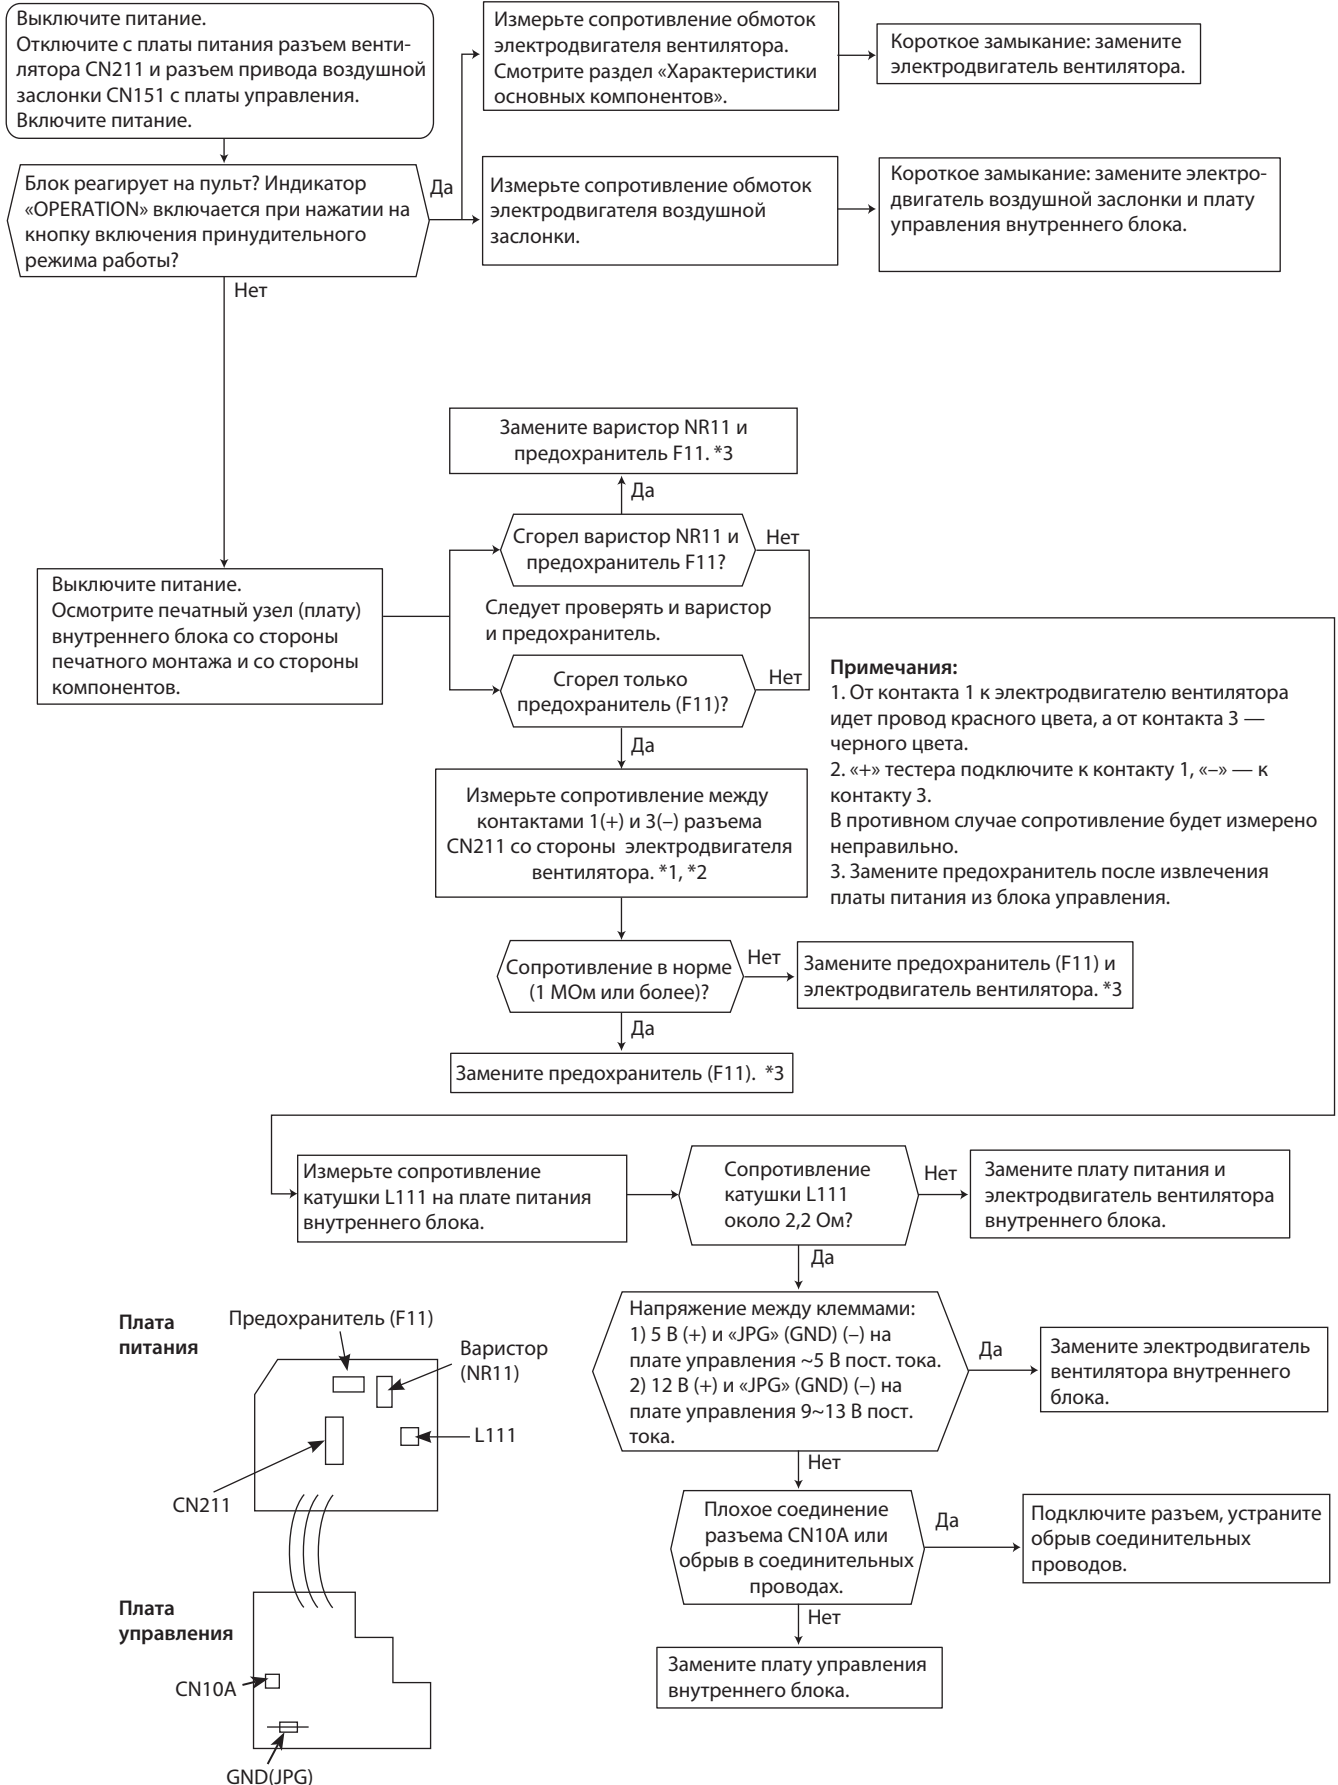 Выключите питание.
Отключите с платы питания разъем венти-
лятора CN211 и разъем привода воздушной
заслонки CN151 с платы управления.
Включите питание.
Измерьте сопротивление обмоток
электродвигателя вентилятора.
Смотрите раздел «Характеристики
основных компонентов».
Короткое замыкание: замените
электродвигатель вентилятора.
Блок реагирует на пульт? Индикатор
«OPERATION» включается при нажатии на
кнопку включения принудительного
режима работы?
Да
Измерьте сопротивление обмоток
электродвигателя воздушной
заслонки.
Короткое замыкание: замените электро-
двигатель воздушной заслонки и плату
управления внутреннего блока.
Нет
Замените варистор NR11 и
предохранитель F11. *3
Да
Сгорел варистор NR11 и
предохранитель F11?
Нет
Выключите питание.
Осмотрите печатный узел (плату)
внутреннего блока со стороны
печатного монтажа и со стороны
компонентов.
Следует проверять и варистор
и предохранитель.
Сгорел только
предохранитель (F11)?
Нет
Да
Примечания:
1. От контакта 1 к электродвигателю вентилятора
идет провод красного цвета, а от контакта 3 —
черного цвета.
2. «+» тестера подключите к контакту 1, «–» — к
контакту 3.
В противном случае сопротивление будет измерено
неправильно.
3. Замените предохранитель после извлечения
платы питания из блока управления.
Измерьте сопротивление между
контактами 1(+) и 3(–) разъема
CN211 со стороны электродвигателя
вентилятора. *1, *2
Сопротивление в норме
(1 МОм или более)?
Нет
Замените предохранитель (F11) и
электродвигатель вентилятора. *3
Да
Замените предохранитель (F11). *3
Измерьте сопротивление
катушки L111 на плате питания
внутреннего блока.
Сопротивление
катушки L111
около 2,2 Ом?
Нет
Замените плату питания и
электродвигатель вентилятора
внутреннего блока.
Да
Напряжение между клеммами:
1) 5 В (+) и «JPG» (GND) (–) на
плате управления ~5 В пост. тока.
2) 12 В (+) и «JPG» (GND) (–) на
плате управления 9~13 В пост.
тока.
Да
Замените электродвигатель
вентилятора внутреннего
блока.
Нет
Плохое соединение
разъема CN10A или
обрыв в соединительных
проводах.
Да
Подключите разъем, устраните
обрыв соединительных
проводов.
Нет
Замените плату управления
внутреннего блока.
Плата
питания
Предохранитель (F11)
Варистор
(NR11)
L111
CN211
Плата
управления
CN10A
GND(JPG)